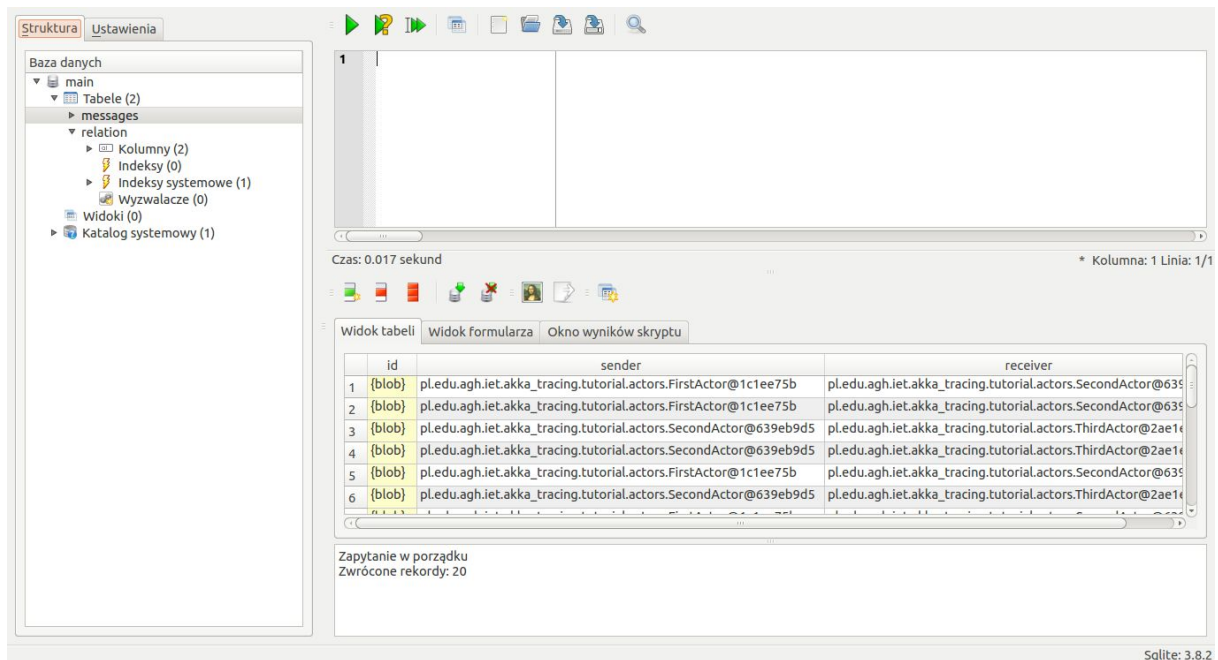 Struktura Ustawienia
Baza danych
main
Tabele (2)
messages
relation
Kolumny (2)
Indeksy (0)
Indeksy systemowe (1)
Wyzwalacze (0)
Widoki (0)
Katalog systemowy (1)
1
Czas: 0.017 sekund * Kolumna: 1 Linia: 1/1
Widok tabeli Widok formularza Okno wyników skryptu
id sender receiver
1 {blob} pl.edu.agh.iet.akka_tracing.tutorial.actors.FirstActor@1c1ee75b pl.edu.agh.iet.akka_tracing.tutorial.actors.SecondActor@639
2 {blob} pl.edu.agh.iet.akka_tracing.tutorial.actors.FirstActor@1c1ee75b pl.edu.agh.iet.akka_tracing.tutorial.actors.SecondActor@639
3 {blob} pl.edu.agh.iet.akka_tracing.tutorial.actors.SecondActor@639eb9d5 pl.edu.agh.iet.akka_tracing.tutorial.actors.ThirdActor@2ae1e
4 {blob} pl.edu.agh.iet.akka_tracing.tutorial.actors.SecondActor@639eb9d5 pl.edu.agh.iet.akka_tracing.tutorial.actors.ThirdActor@2ae1e
5 {blob} pl.edu.agh.iet.akka_tracing.tutorial.actors.FirstActor@1c1ee75b pl.edu.agh.iet.akka_tracing.tutorial.actors.SecondActor@639
6 {blob} pl.edu.agh.iet.akka_tracing.tutorial.actors.SecondActor@639eb9d5 pl.edu.agh.iet.akka_tracing.tutorial.actors.ThirdActor@2ae1e
Zapytanie w porządku
Zwrócone rekordy: 20
Sqlite: 3.8.2